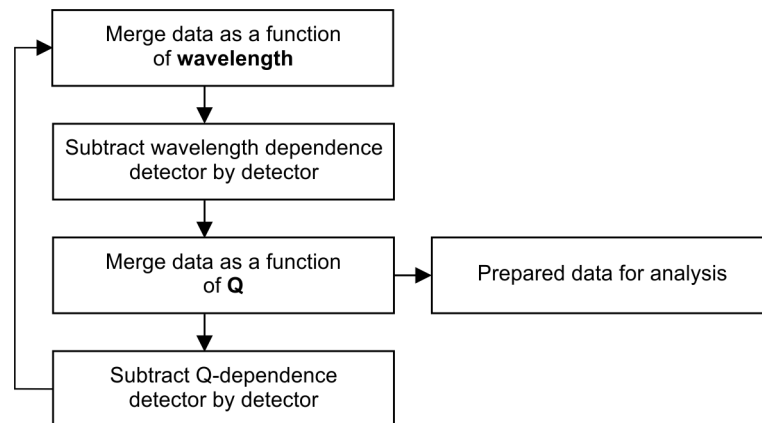 Merge data as a function
of wavelength
Subtract wavelength dependence
detector by detector
Merge data as a function
of Q
Prepared data for analysis
Subtract Q-dependence
detector by detector